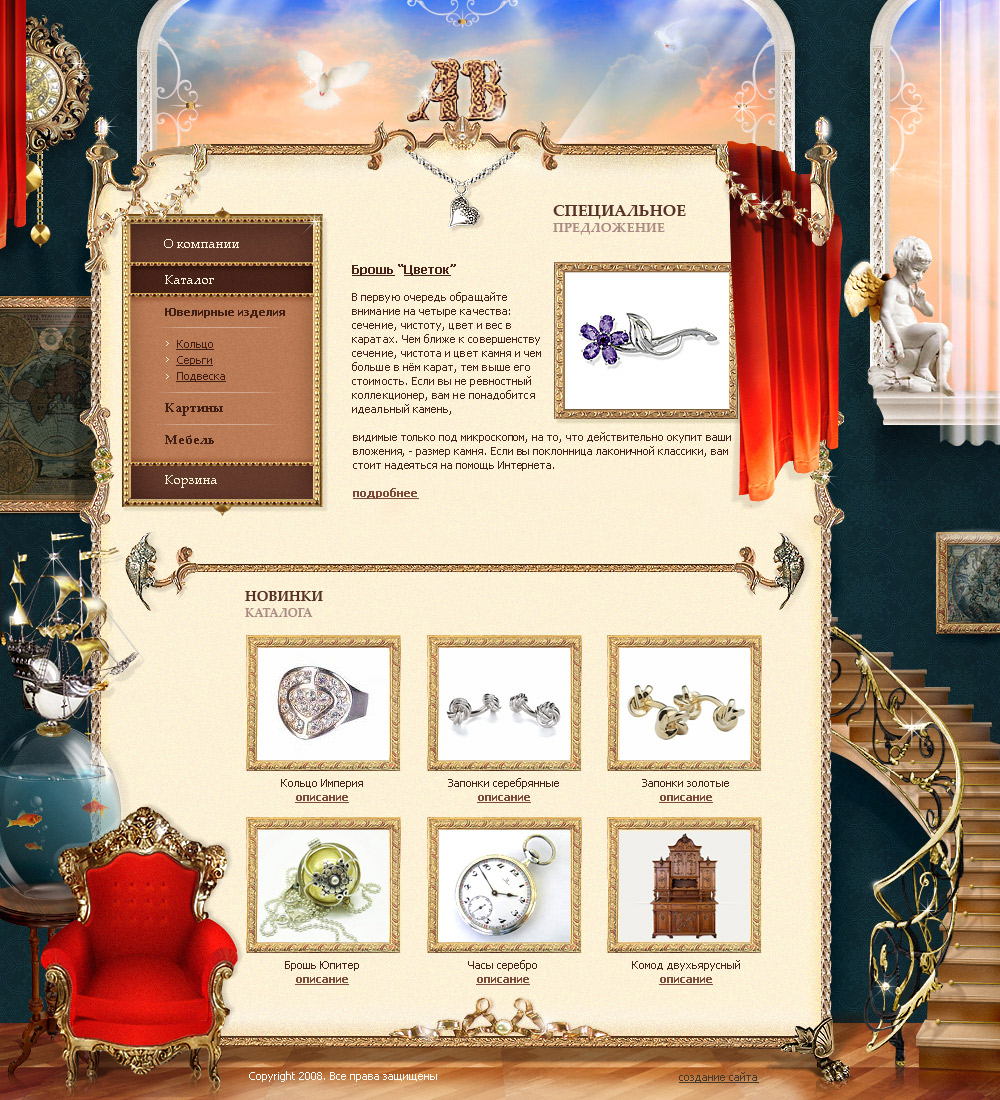 AB
О компании
Каталог
Ювелирные изделия
Кольцо
Серьги
Подвеска
Картины
Мебель
Корзина
СПЕЦИАЛЬНОЕ
ПРЕДЛОЖЕНИЕ
Брошь "Цветок"
В первую очередь обращайте
внимание на четыре качества:
сечение, чистоту, цвет и вес в
каратах. Чем ближе к совершенству
сечение, чистота и цвет камня и чем
больше в нём карат, тем выше его
стоимость. Если вы не ревностный
коллекционер, вам не понадобится
идеальный камень,
видимые только под микроскопом, на то, что действительно окупит ваши
вложения, - размер камня. Если вы поклонница лаконичной классики, вам
стоит надеяться на помощь Интернета.
подробнее
НОВИНКИ
КАТАЛОГА
Кольцо Империя
описание
Запонки серебрянные
описание
Запонки золотые
описание
Брошь Юпитер
описание
Часы серебро
описание
Комод двухьярусный
описание
Copyright 2008. Все права защищены
создание сайта